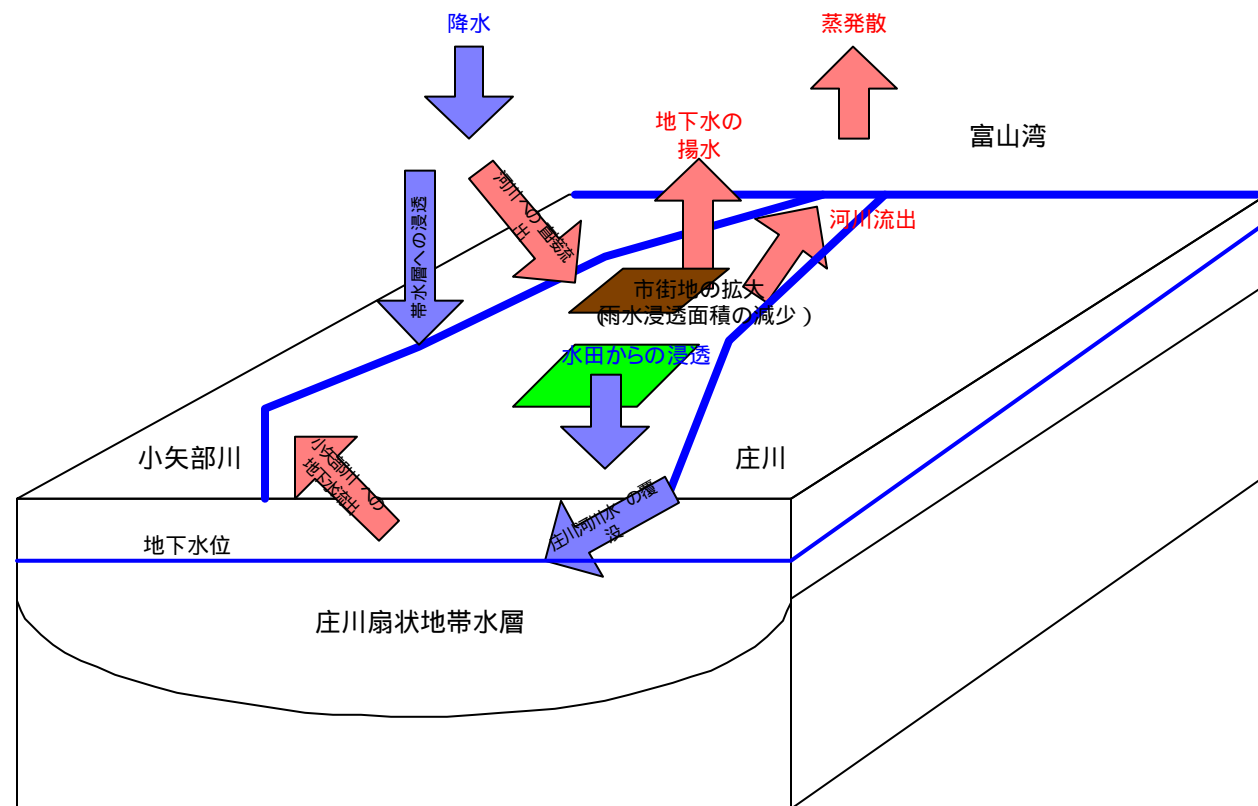 降水
蒸発散
地下水の
揚水
富山湾
河川への 直接流
出
帯水層への浸透
河川流出
市街地の拡大
(雨水浸透面積の減少)
水田からの浸透
小矢部川
庄川
小矢部川 への
地下水流出
庄川河川水 の覆
没
地下水位
庄川扇状地帯水層